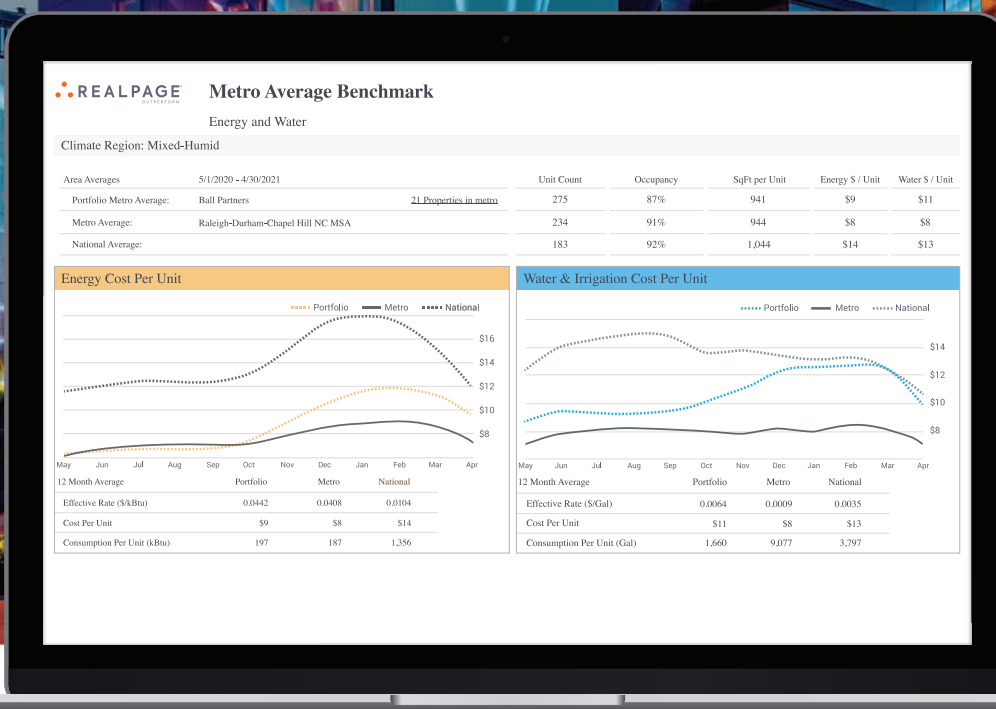 REALPAGE
OUTPERFORM
Metro Average Benchmark
Energy and Water
Climate Region: Mixed-Humid
Area Averages 5/1/2020 - 4/30/2021 Unit Count Occupancy SqFt per Unit Energy $ / Unit Water $ / Unit
Portfolio Metro Average: Ball Partners 21 Properties in metro 275 87% 941 $9 $11
Metro Average: Raleigh-Durham-Chapel Hill NC MSA 234 91% 944 $8 $8
National Average: 183 92% 1,044 $14 $13
Energy Cost Per Unit
Portfolio Metro National
$16
$14
$12
$10
$8
May Jun Jul Aug Sep Oct Nov Dec Jan Feb Mar Apr
12 Month Average Portfolio Metro National
Effective Rate ($/kBtu) 0.0442 0.0408 0.0104
Cost Per Unit $9 $8 $14
Consumption Per Unit (kBtu) 197 187 1,356
Water & Irrigation Cost Per Unit
Portfolio Metro National
$14
$12
$10
$8
May Jun Jul Aug Sep Oct Nov Dec Jan Feb Mar Apr
12 Month Average Portfolio Metro National
Effective Rate ($/Gal) 0.0064 0.0009 0.0035
Cost Per Unit $11 $8 $13
Consumption Per Unit (Gal) 1,660 9,077 3,797